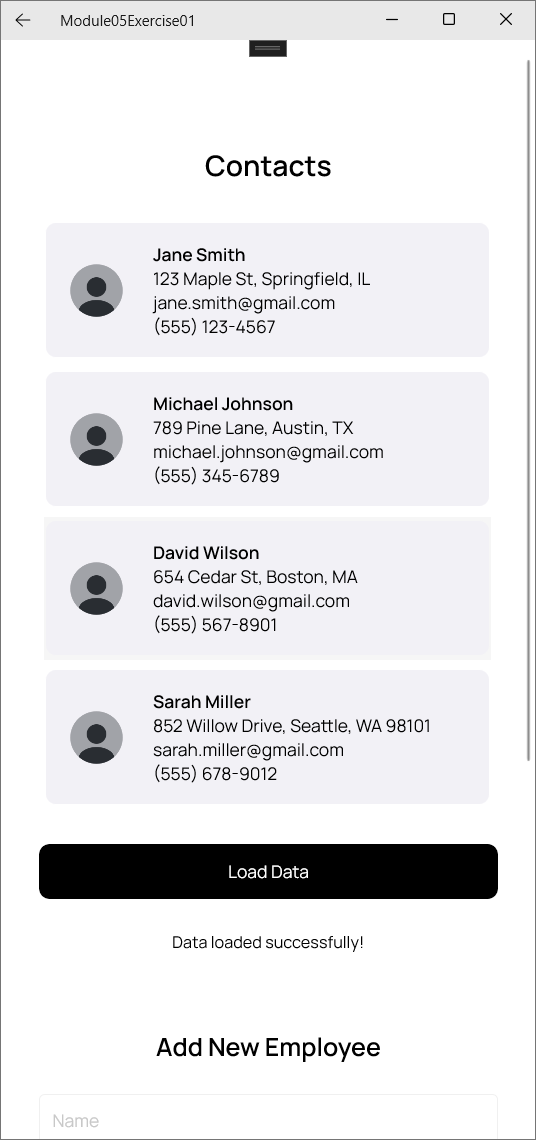 Module05Exercise01
Contacts
Jane Smith
123 Maple St, Springfield, IL
jane.smith@gmail.com
(555) 123-4567
Michael Johnson
789 Pine Lane, Austin, TX
michael.johnson@gmail.com
(555) 345-6789
David Wilson
654 Cedar St, Boston, MA
david.wilson@gmail.com
(555) 567-8901
Sarah Miller
852 Willow Drive, Seattle, WA 98101
sarah.miller@gmail.com
(555) 678-9012
Load Data
Data loaded successfully!
Add New Employee
Name